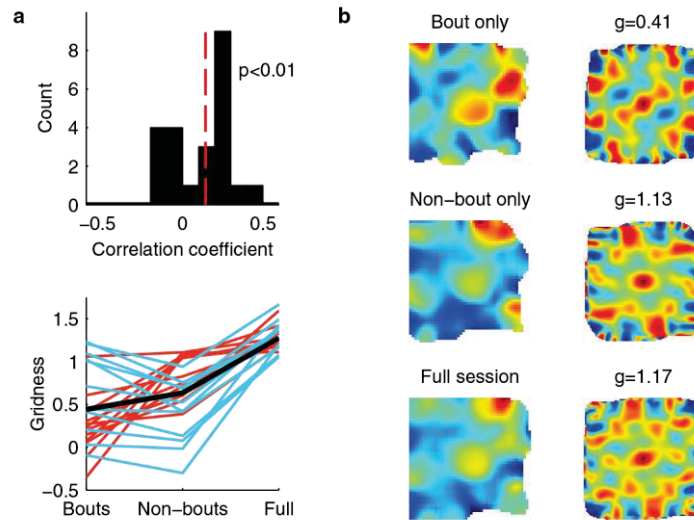 a
Count
8
6
4
2
0
p<0.01
−0.5
0
0.5
Correlation coefficient
Gridness
1.5
1
0.5
0
−0.5
Bouts
Non−bouts
Full
b
Bout only
g=0.41
Non−bout only
g=1.13
Full session
g=1.17